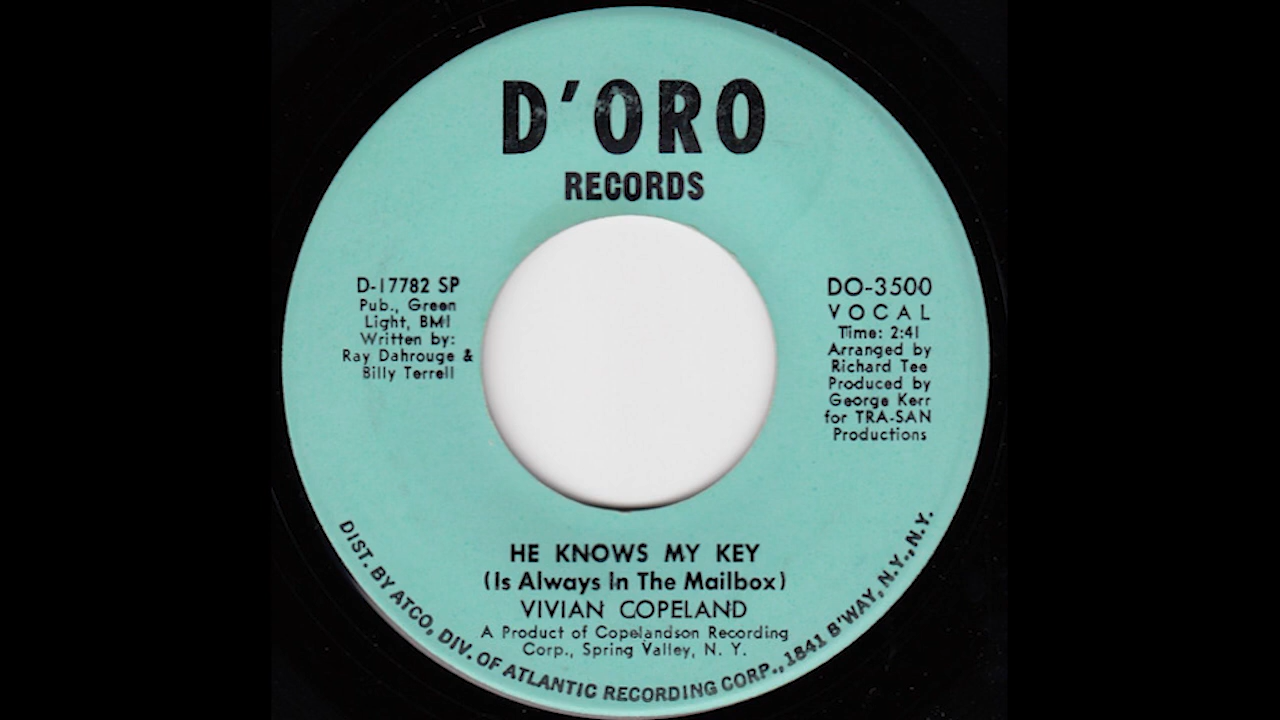 D'ORO
RECORDS
D-17782 SP
Pub., Green
Light, BMI
Written by:
Ray Dahrouge &
Billy Terrell
DO-3500
VOCAL
Time: 2:41
Arranged by
Richard Tee
Produced by
George Kerr
for TRA-SAN
Productions
HE KNOWS MY KEY
(Is Always In The Mailbox)
VIVIAN COPELAND
A Product of Copelandson Recording
Corp., Spring Valley, N. Y.
DIST. BY ATCO, DIV. OF ATLANTIC RECORDING CORP., 1841 B'WAY, N.Y., N.Y.